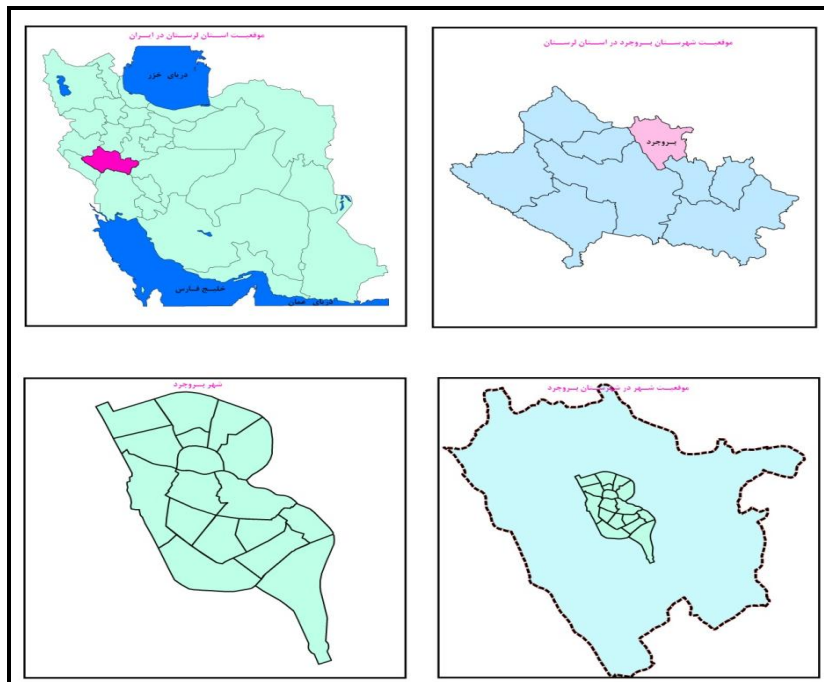 موقعیت استان لرستان در ایران
دریای خزر
خلیج فارس
دریای عمان
موقعیت شهرستان بروجرد در استان لرستان
بروجرد
شهر بروجرد
موقعیت شهر در شهرستان بروجرد